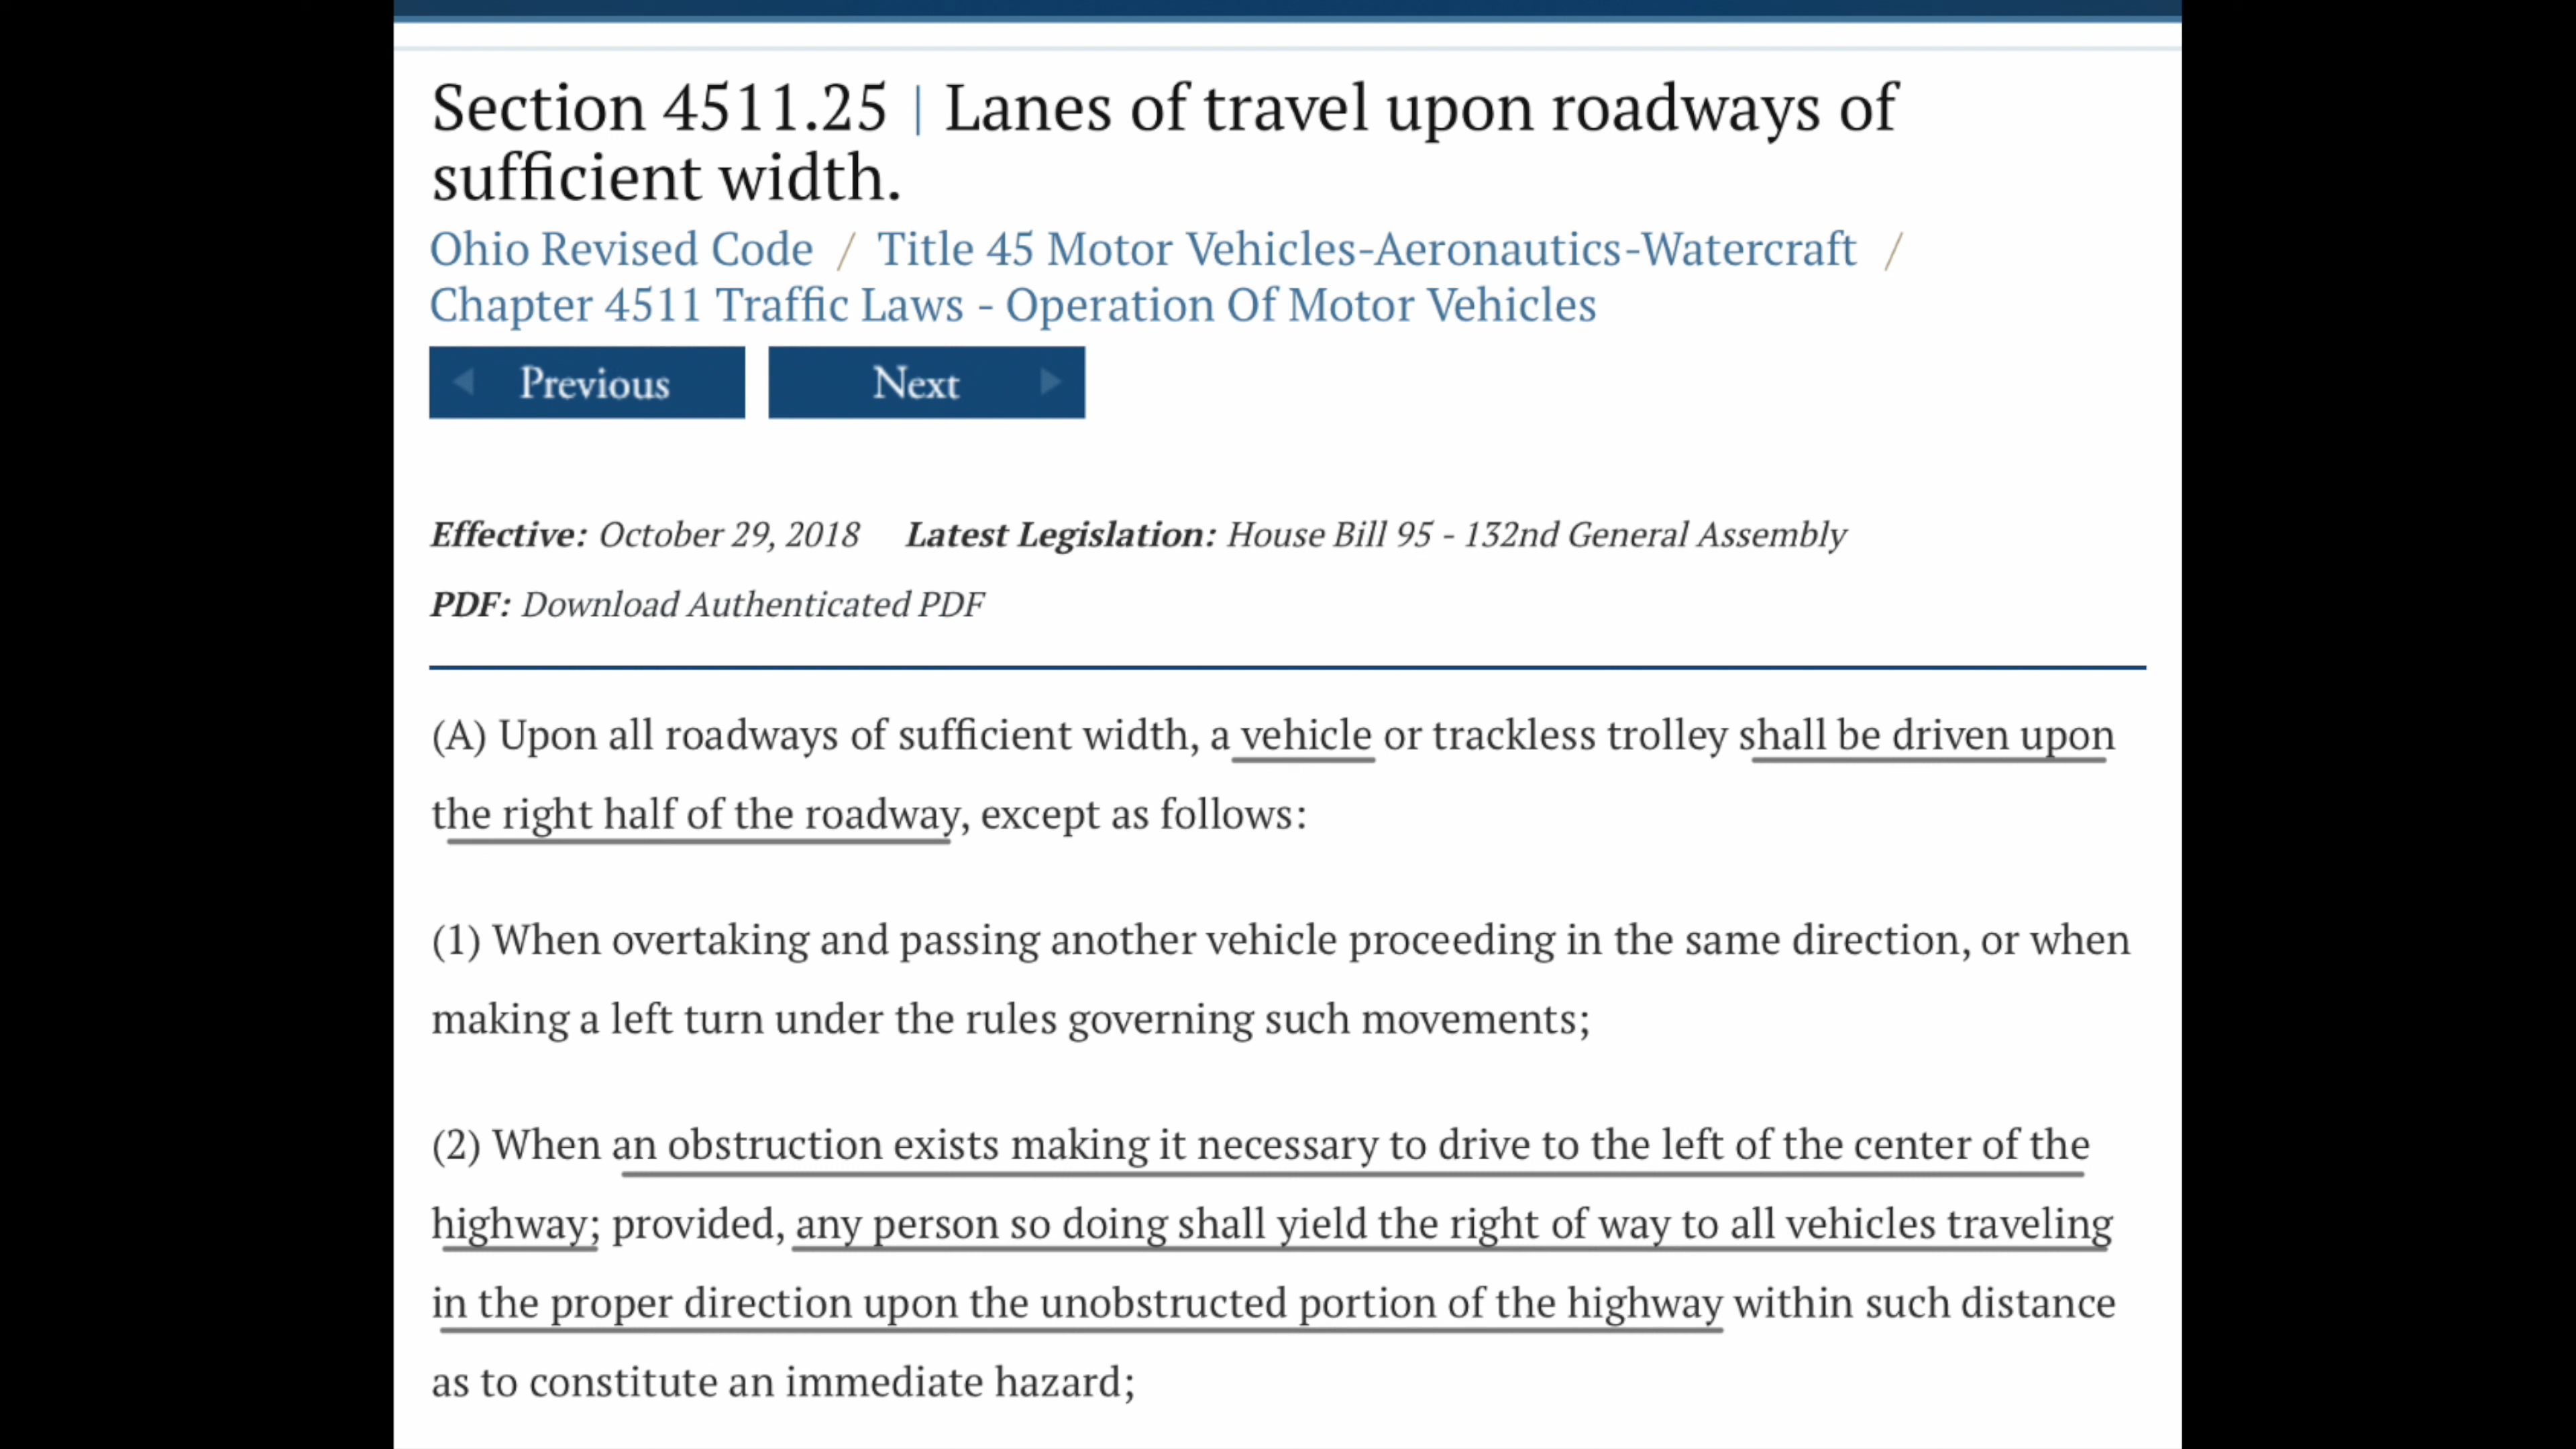 Section 4511.25 | Lanes of travel upon roadways of
sufficient width.
Ohio Revised Code / Title 45 Motor Vehicles-Aeronautics-Watercraft /
Chapter 4511 Traffic Laws - Operation Of Motor Vehicles
Previous Next
Effective: October 29, 2018 Latest Legislation: House Bill 95 - 132nd General Assembly
PDF: Download Authenticated PDF
(A) Upon all roadways of sufficient width, a vehicle or trackless trolley shall be driven upon
the right half of the roadway, except as follows:
(1) When overtaking and passing another vehicle proceeding in the same direction, or when
making a left turn under the rules governing such movements;
(2) When an obstruction exists making it necessary to drive to the left of the center of the
highway; provided, any person so doing shall yield the right of way to all vehicles traveling
in the proper direction upon the unobstructed portion of the highway within such distance
as to constitute an immediate hazard;